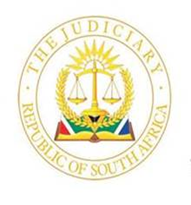 THE JUDICIARY
REPUBLIC OF SOUTH AFRICA